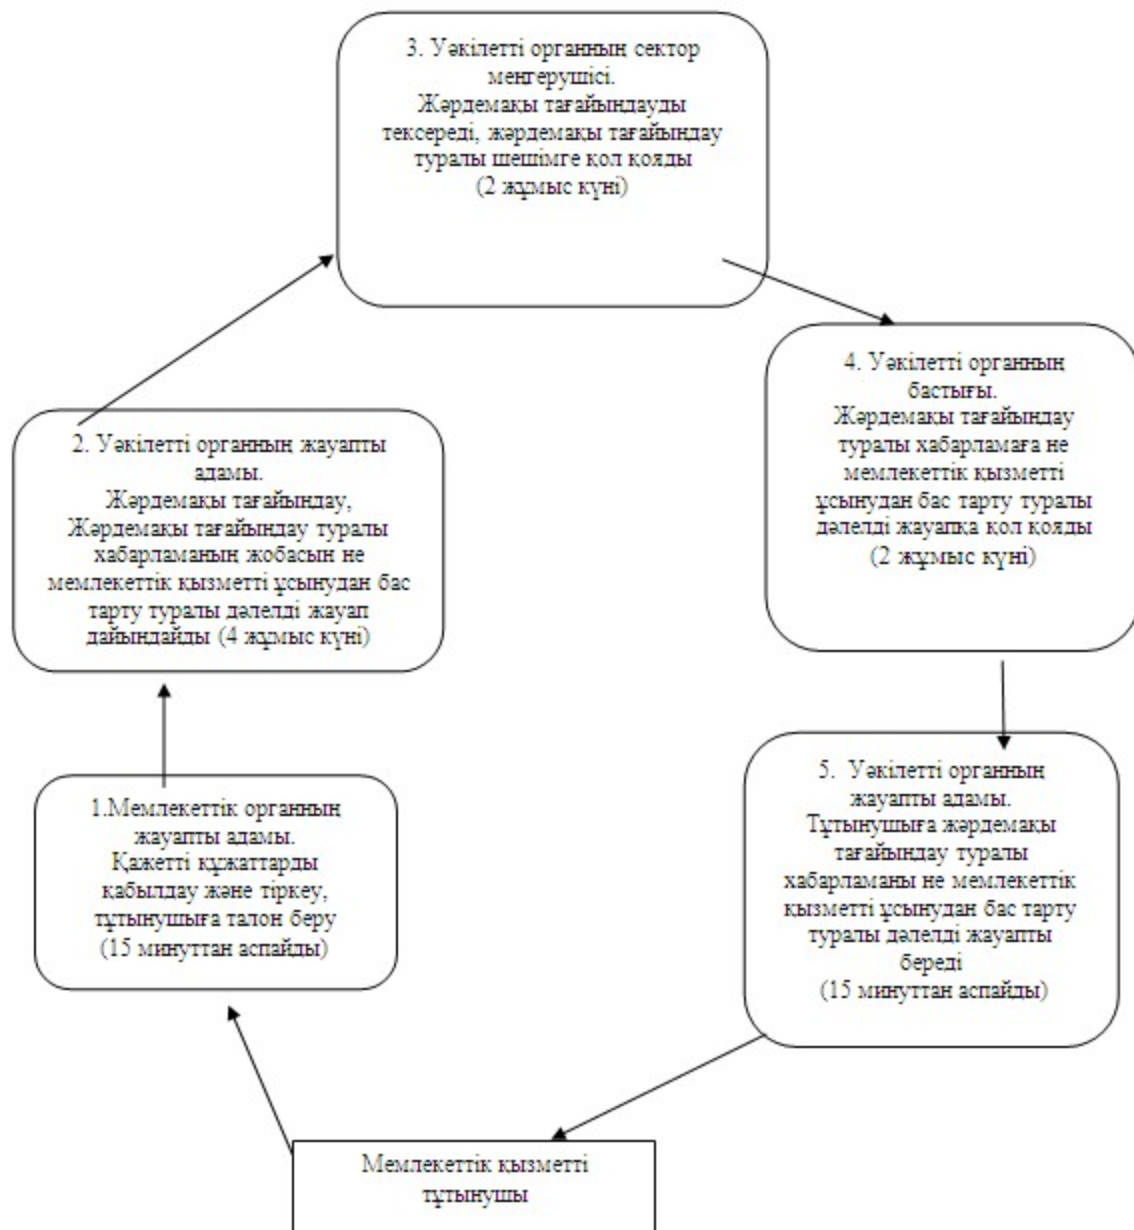 3. Уәкілетті органның сектор
меңгерушісі.
Жәрдемақы тағайындауды
тексереді, жәрдемақы тағайындау
туралы шешімге қол қояды
(2 жұмыс күні)
4. Уәкілетті органның
бастығы.
Жәрдемақы тағайындау
туралы хабарламаға не
мемлекеттік қызметті
ұсынудан бас тарту туралы
дәлелді жауапқа қол қояды
(2 жұмыс күні)
2. Уәкілетті органның жауапты
адамы.
Жәрдемақы тағайындау,
Жәрдемақы тағайындау туралы
хабарламаның жобасын не
мемлекеттік қызметті ұсынудан бас
тарту туралы дәлелді жауап
дайындайды (4 жұмыс күні)
1.Мемлекеттік органның
жауапты адамы.
Қажетті құжаттарды
қабылдау және тіркеу,
тұтынушыға талон беру
(15 минуттан аспайды)
5. Уәкілетті органның
жауапты адамы.
Тұтынушыға жәрдемақы
тағайындау туралы
хабарламаны не мемлекеттік
қызметті ұсынудан бас тарту
туралы дәлелді жауапты
береді
(15 минуттан аспайды)
Мемлекеттік қызметті
тұтынушы